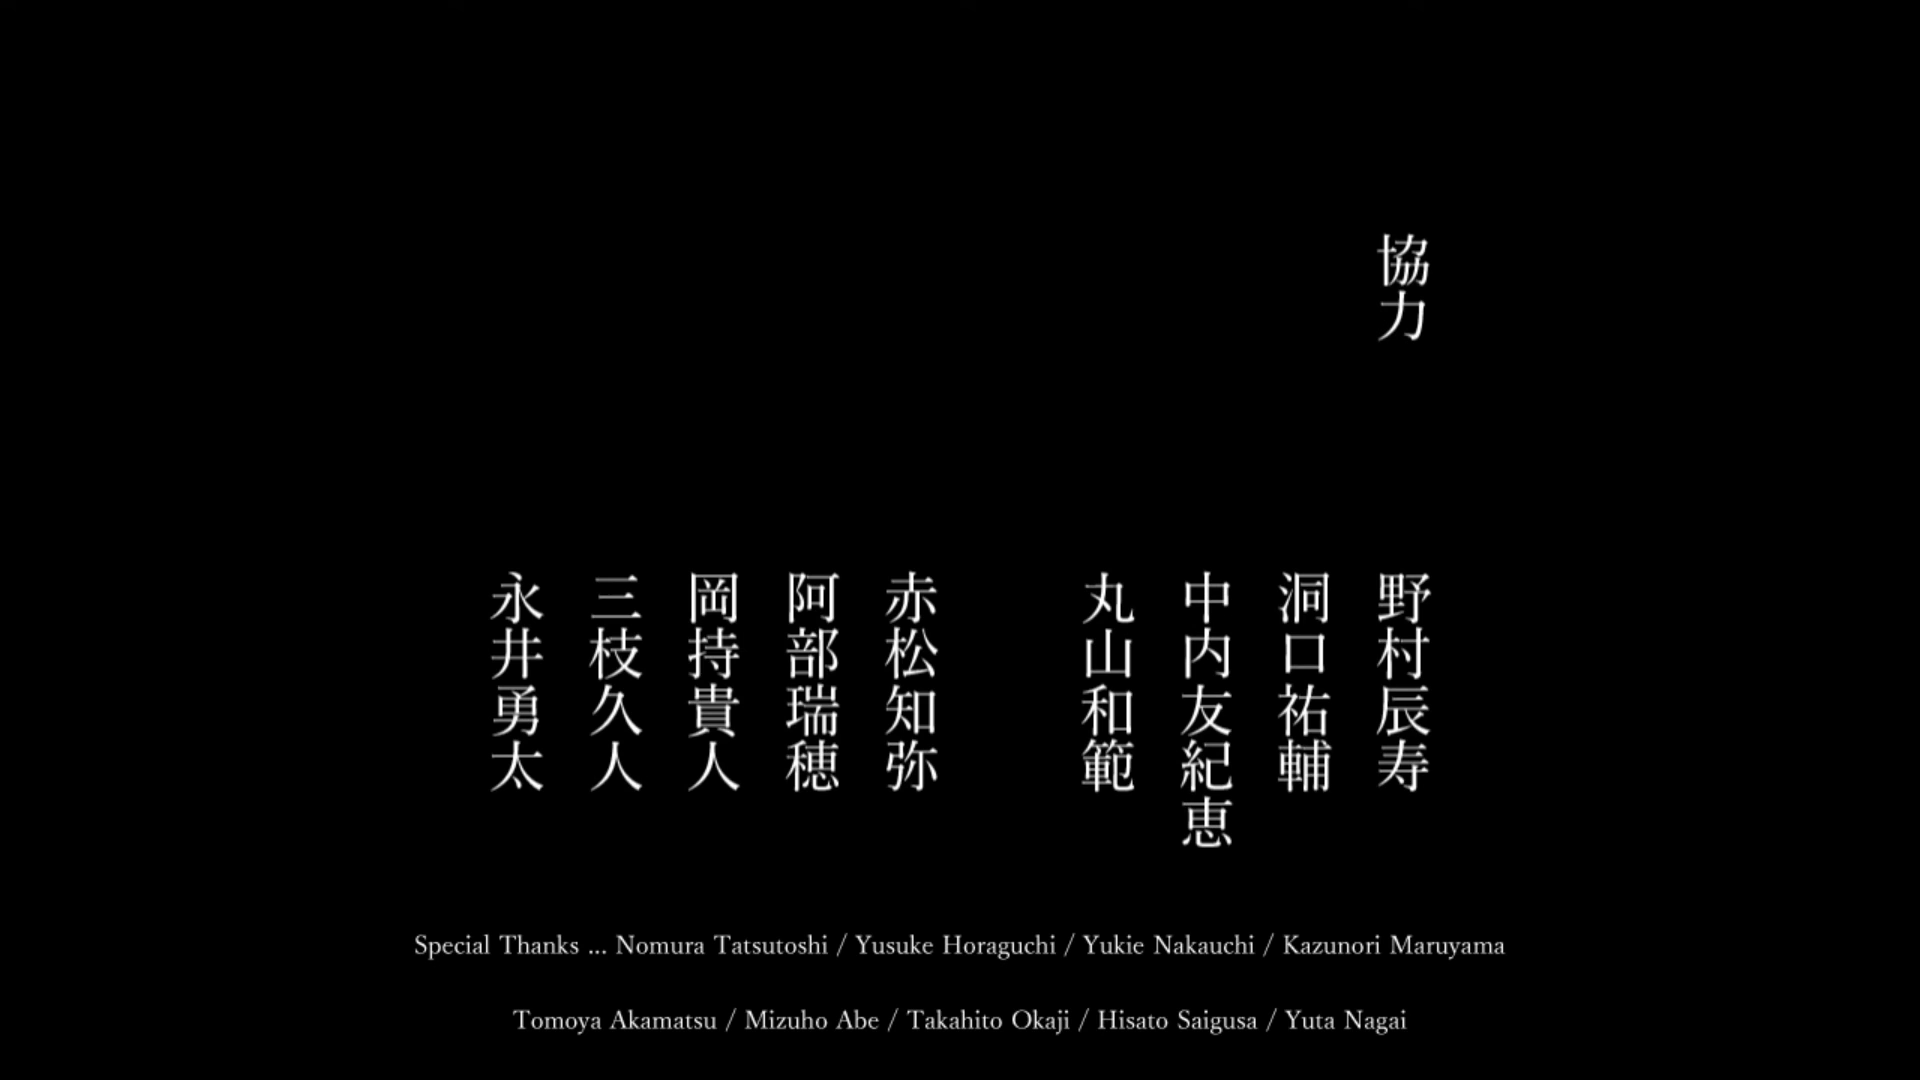 協力
野村辰寿
洞口祐輔
中内友紀恵
丸山和範
赤松知弥
阿部瑞穂
岡持貴人
三枝久人
永井勇太
Special Thanks ... Nomura Tatsutoshi / Yusuke Horaguchi / Yukie Nakauchi / Kazunori Maruyama
Tomoya Akamatsu / Mizuho Abe / Takahito Okaji / Hisato Saigusa / Yuta Nagai